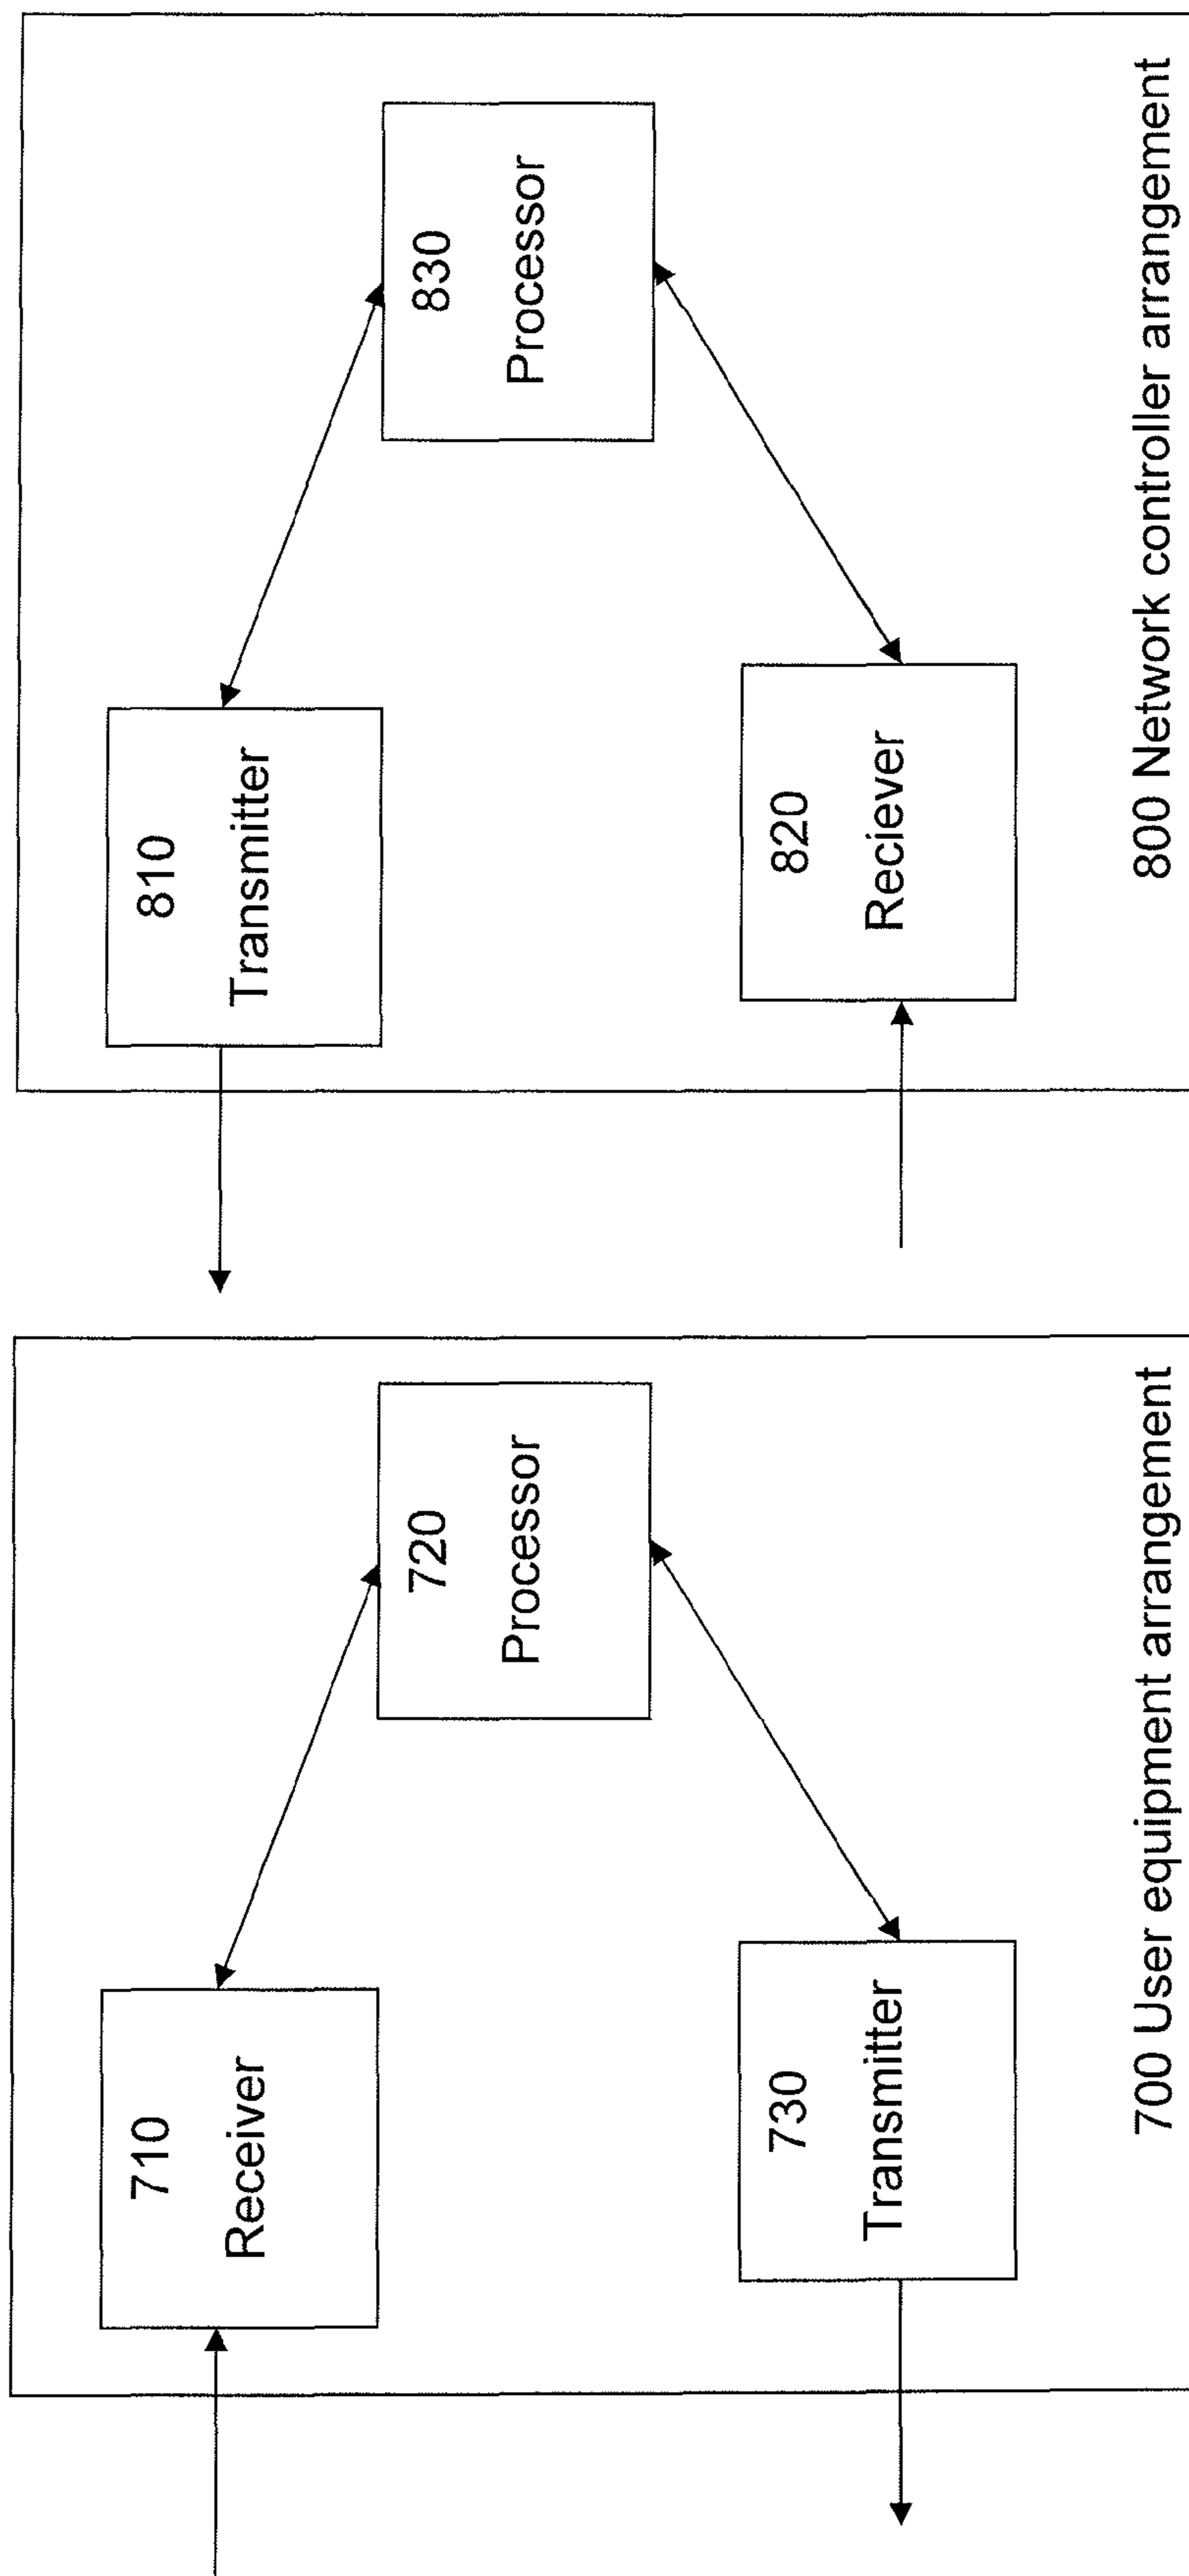 710
Receiver
720
Processor
730
Transmitter
700 User equipment arrangement
810
Transmitter
830
Processor
820
Reciever
800 Network controller arrangement